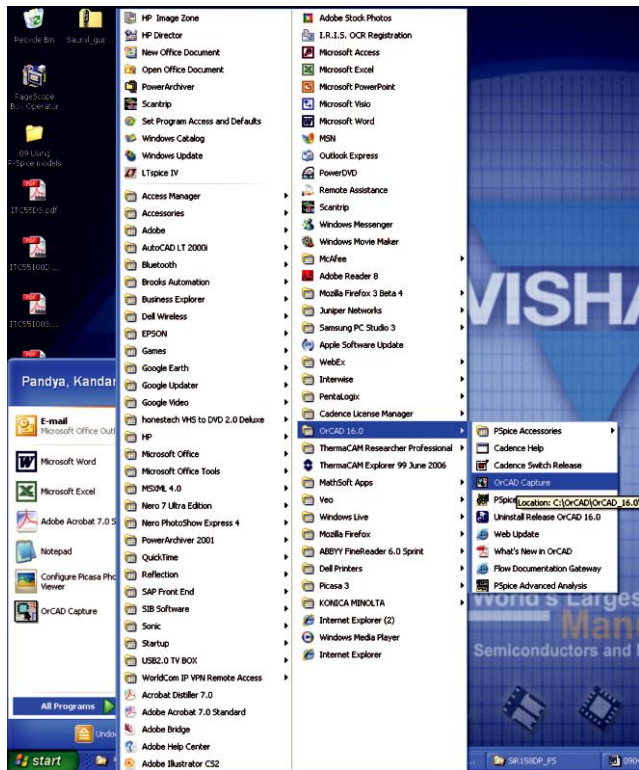 Recycle Bin
PageScope
Box Operator
09 Using
P-Spice models
Pandya, Kandar
E-mail
Microsoft Office Outl
Microsoft Word
Microsoft Excel
Adobe Acrobat 7.0 S
Notepad
Configure Picasa Pho
Viewer
OrCAD Capture
All Programs
Undo
start
HP Image Zone
HP Director
New Office Document
Open Office Document
PowerArchiver
Scantrip
Set Program Access and Defaults
Windows Catalog
Windows Update
LTspice IV
Access Manager
Accessories
Adobe
AutoCAD LT 2000i
Bluetooth
Brooks Automation
Business Explorer
Dell Wireless
EPSON
Games
Google Earth
Google Updater
Google Video
honestech VHS to DVD 2.0 Deluxe
HP
Microsoft Office
Microsoft Office Tools
MSXML 4.0
Nero 7 Ultra Edition
Nero PhotoShow Express 4
PowerArchiver 2001
QuickTime
Reflection
SAP Front End
SIB Software
Sonic
Startup
USB2.0 TV BOX
WorldCom IP VPN Remote Access
Acrobat Distiller 7.0
Adobe Acrobat 7.0 Standard
Adobe Bridge
Adobe Help Center
Adobe Illustrator CS2
Adobe Stock Photos
I.R.I.S. OCR Registration
Microsoft Access
Microsoft Excel
Microsoft PowerPoint
Microsoft Visio
Microsoft Word
MSN
Outlook Express
PowerDVD
Remote Assistance
Scantrip
Windows Messenger
Windows Movie Maker
McAfee
Adobe Reader 8
Mozilla Firefox 3 Beta 4
Juniper Networks
Samsung PC Studio 3
Apple Software Update
WebEx
Interwise
PentaLogix
Cadence License Manager
OrCAD 16.0
ThermaCAM Researcher Professional
ThermaCAM Explorer 99 June 2006
MathSoft Apps
Veo
Windows Live
Mozilla Firefox
ABBYY FineReader 6.0 Sprint
Dell Printers
Picasa 3
KONICA MINOLTA
Internet Explorer (2)
Windows Media Player
Internet Explorer
PSpice Accessories
Cadence Help
Cadence Switch Release
OrCAD Capture
PSpice
Location: C:\OrCAD\OrCAD_16.0\
Uninstall Release OrCAD 16.0
Web Update
What's New in OrCAD
Flow Documentation Gateway
PSpice Advanced Analysis
VISHA
World's Larges
Manu
Semiconductors and
SiR158DP_PS